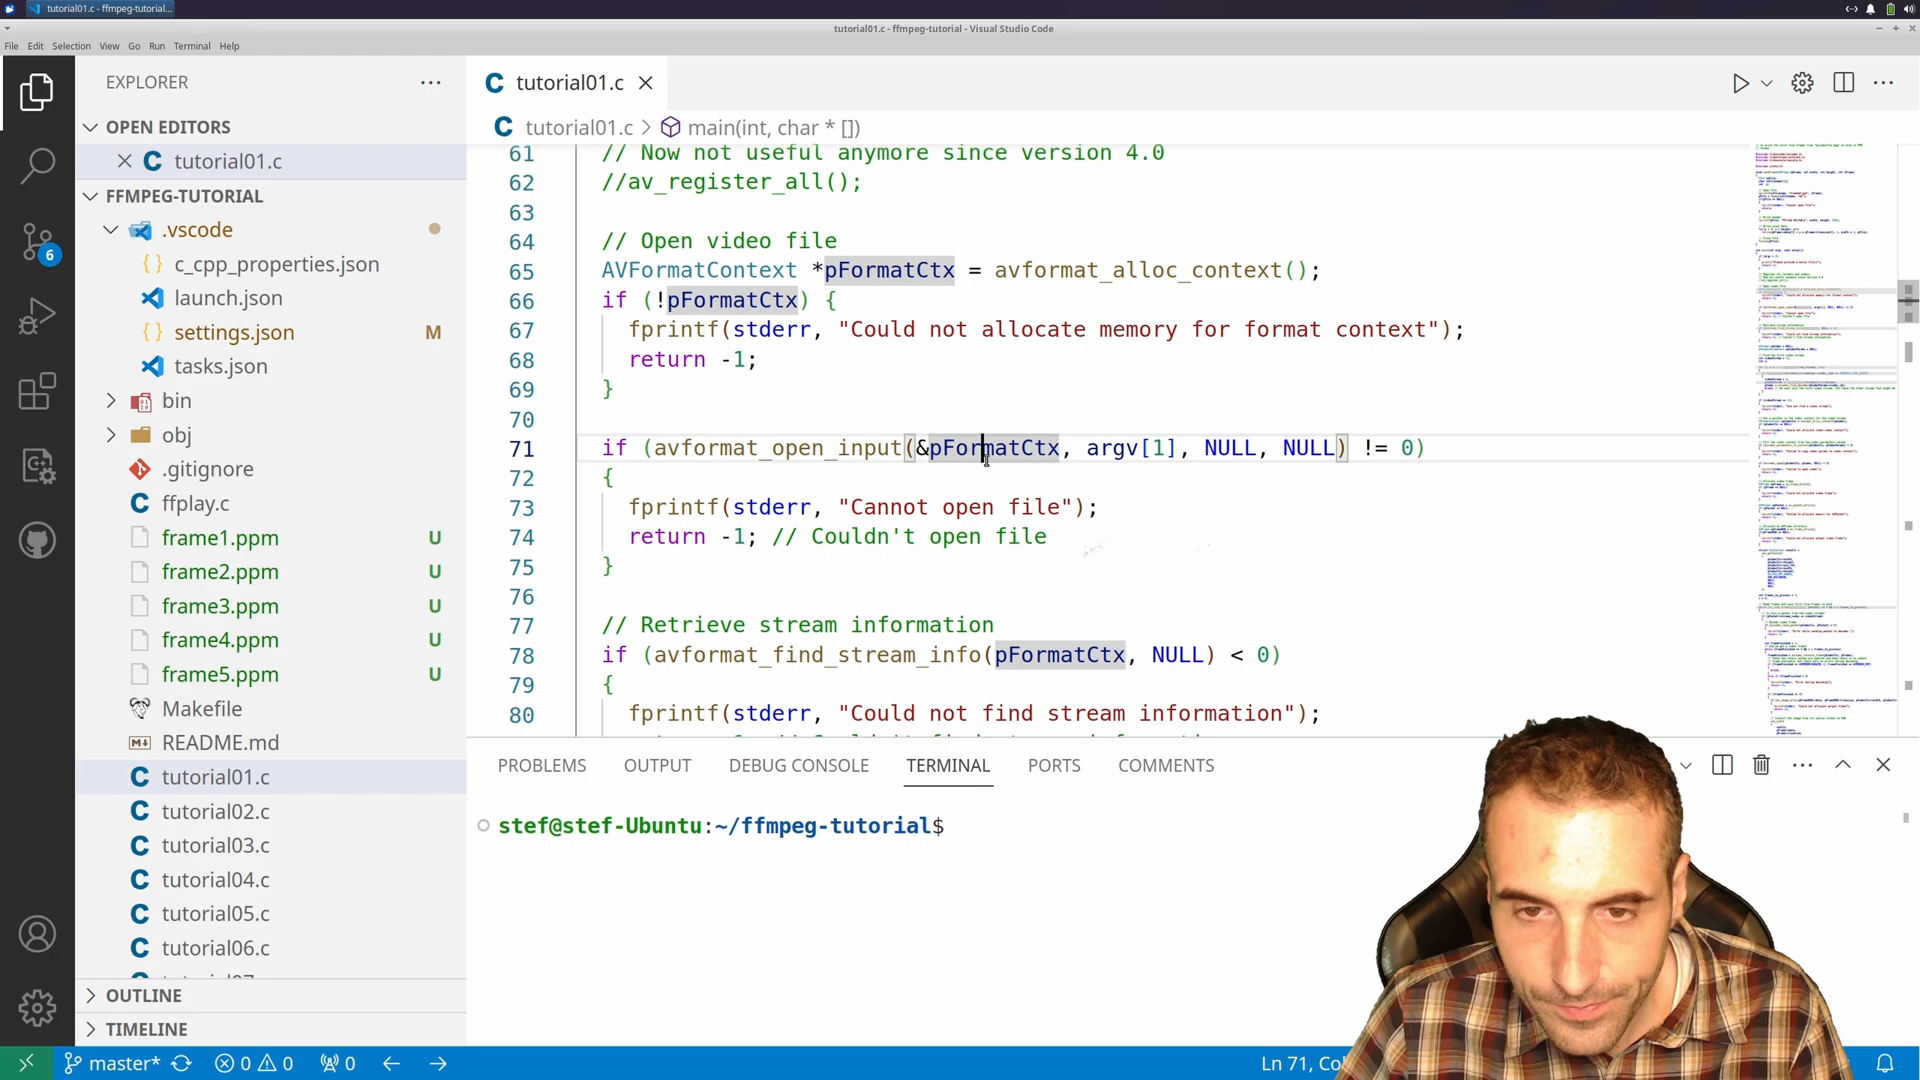 tutorial01.c - ffmpeg-tutorial...
tutorial01.c - ffmpeg-tutorial - Visual Studio Code
File Edit Selection View Go Run Terminal Help
EXPLORER
OPEN EDITORS
tutorial01.c
FFMPEG-TUTORIAL
.vscode
c_cpp_properties.json
launch.json
settings.json M
tasks.json
bin
obj
.gitignore
ffplay.c
frame1.ppm U
frame2.ppm U
frame3.ppm U
frame4.ppm U
frame5.ppm U
Makefile
README.md
tutorial01.c
tutorial02.c
tutorial03.c
tutorial04.c
tutorial05.c
tutorial06.c
OUTLINE
TIMELINE
6
tutorial01.c
tutorial01.c > main(int, char * [])
61 // Now not useful anymore since version 4.0
62 //av_register_all();
63
64 // Open video file
65 AVFormatContext *pFormatCtx = avformat_alloc_context();
66 if (!pFormatCtx) {
67 fprintf(stderr, "Could not allocate memory for format context");
68 return -1;
69 }
70
71 if (avformat_open_input(&pFormatCtx, argv[1], NULL, NULL) != 0)
72 {
73 fprintf(stderr, "Cannot open file");
74 return -1; // Couldn't open file
75 }
76
77 // Retrieve stream information
78 if (avformat_find_stream_info(pFormatCtx, NULL) < 0)
79 {
80 fprintf(stderr, "Could not find stream information");
PROBLEMS OUTPUT DEBUG CONSOLE TERMINAL PORTS COMMENTS
stef@stef-Ubuntu:~/ffmpeg-tutorial$
master* 0 0 0 Ln 71,